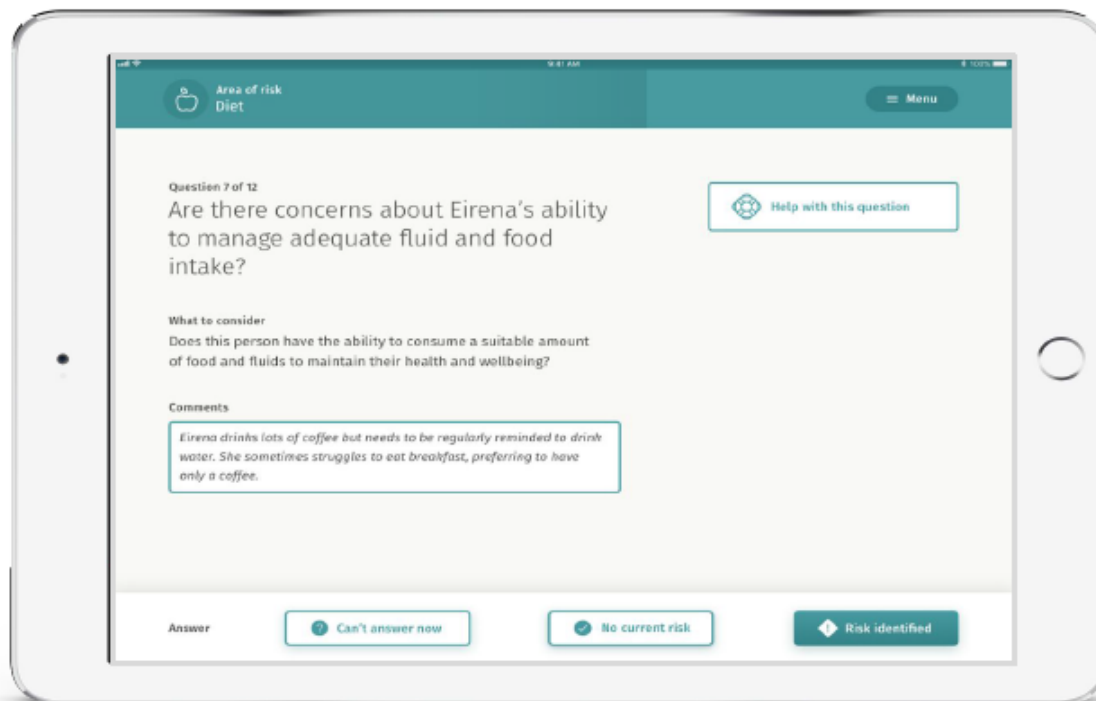 9:41 AM
100%
Area of risk
Diet
Menu
Question 7 of 12
Are there concerns about Eirena’s ability
to manage adequate fluid and food
intake?
Help with this question
What to consider
Does this person have the ability to consume a suitable amount
of food and fluids to maintain their health and wellbeing?
Comments
Eirena drinks lots of coffee but needs to be regularly reminded to drink
water. She sometimes struggles to eat breakfast, preferring to have
only a coffee.
Answer
? Can't answer now
No current risk
! Risk identified